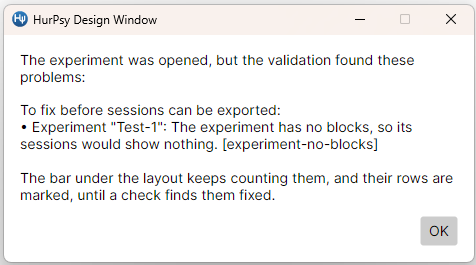 HurPsy Design Window
The experiment was opened, but the validation found these
problems:
To fix before sessions can be exported:
• Experiment "Test-1": The experiment has no blocks, so its
sessions would show nothing. [experiment-no-blocks]
The bar under the layout keeps counting them, and their rows are
marked, until a check finds them fixed.
OK